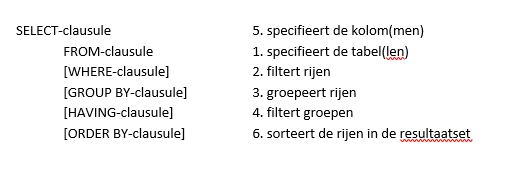 SELECT-clausule 5. specifieert de kolom(men)
FROM-clausule 1. specifieert de tabel(len)
[WHERE-clausule] 2. filtert rijen
[GROUP BY-clausule] 3. groepeert rijen
[HAVING-clausule] 4. filtert groepen
[ORDER BY-clausule] 6. sorteert de rijen in de resultaatset